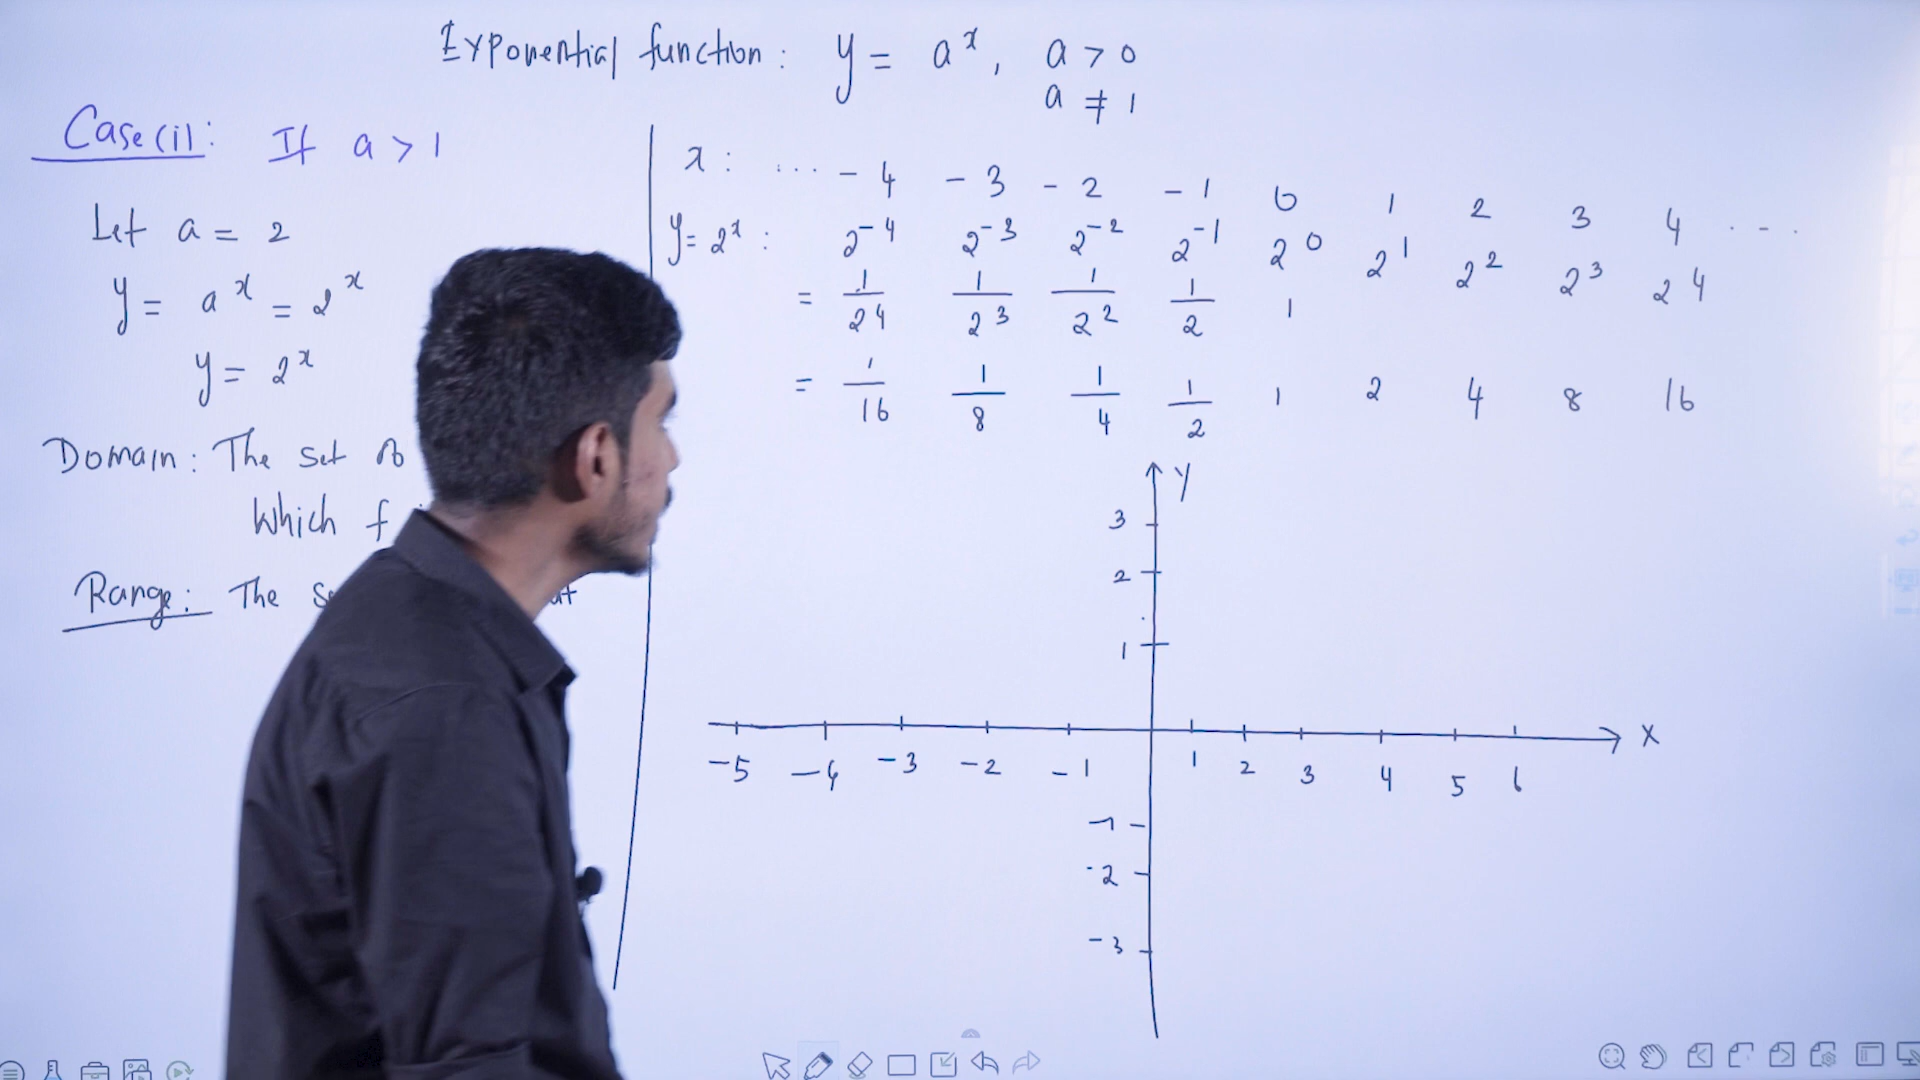 Exponential function: y = a^x, a > 0
a ≠ 1
Case(i): If a > 1
Let a = 2
y = a^x = 2^x
y = 2^x
Domain: The set
Which f
Range: The
x: ... -4 -3 -2 -1 0 1 2 3 4 ...
y = 2^x: 2^-4 2^-3 2^-2 2^-1 2^0 2^1 2^2 2^3 2^4
= 1/2^4 1/2^3 1/2^2 1/2 1
= 1/16 1/8 1/4 1/2 1 2 4 8 16
Y
3
2
1
X
-5 -4 -3 -2 -1 1 2 3 4 5 6
-1
-2
-3